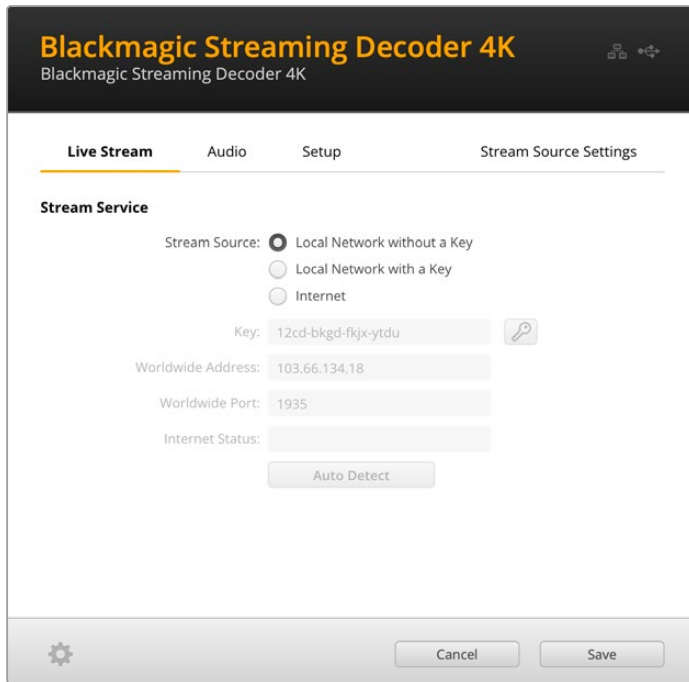 Blackmagic Streaming Decoder 4K
Blackmagic Streaming Decoder 4K
Live Stream Audio Setup Stream Source Settings
Stream Service
Stream Source: Local Network without a Key
Local Network with a Key
Internet
Key: 12cd-bkgd-fkjx-ytdu
Worldwide Address: 103.66.134.18
Worldwide Port: 1935
Internet Status:
Auto Detect
Cancel Save